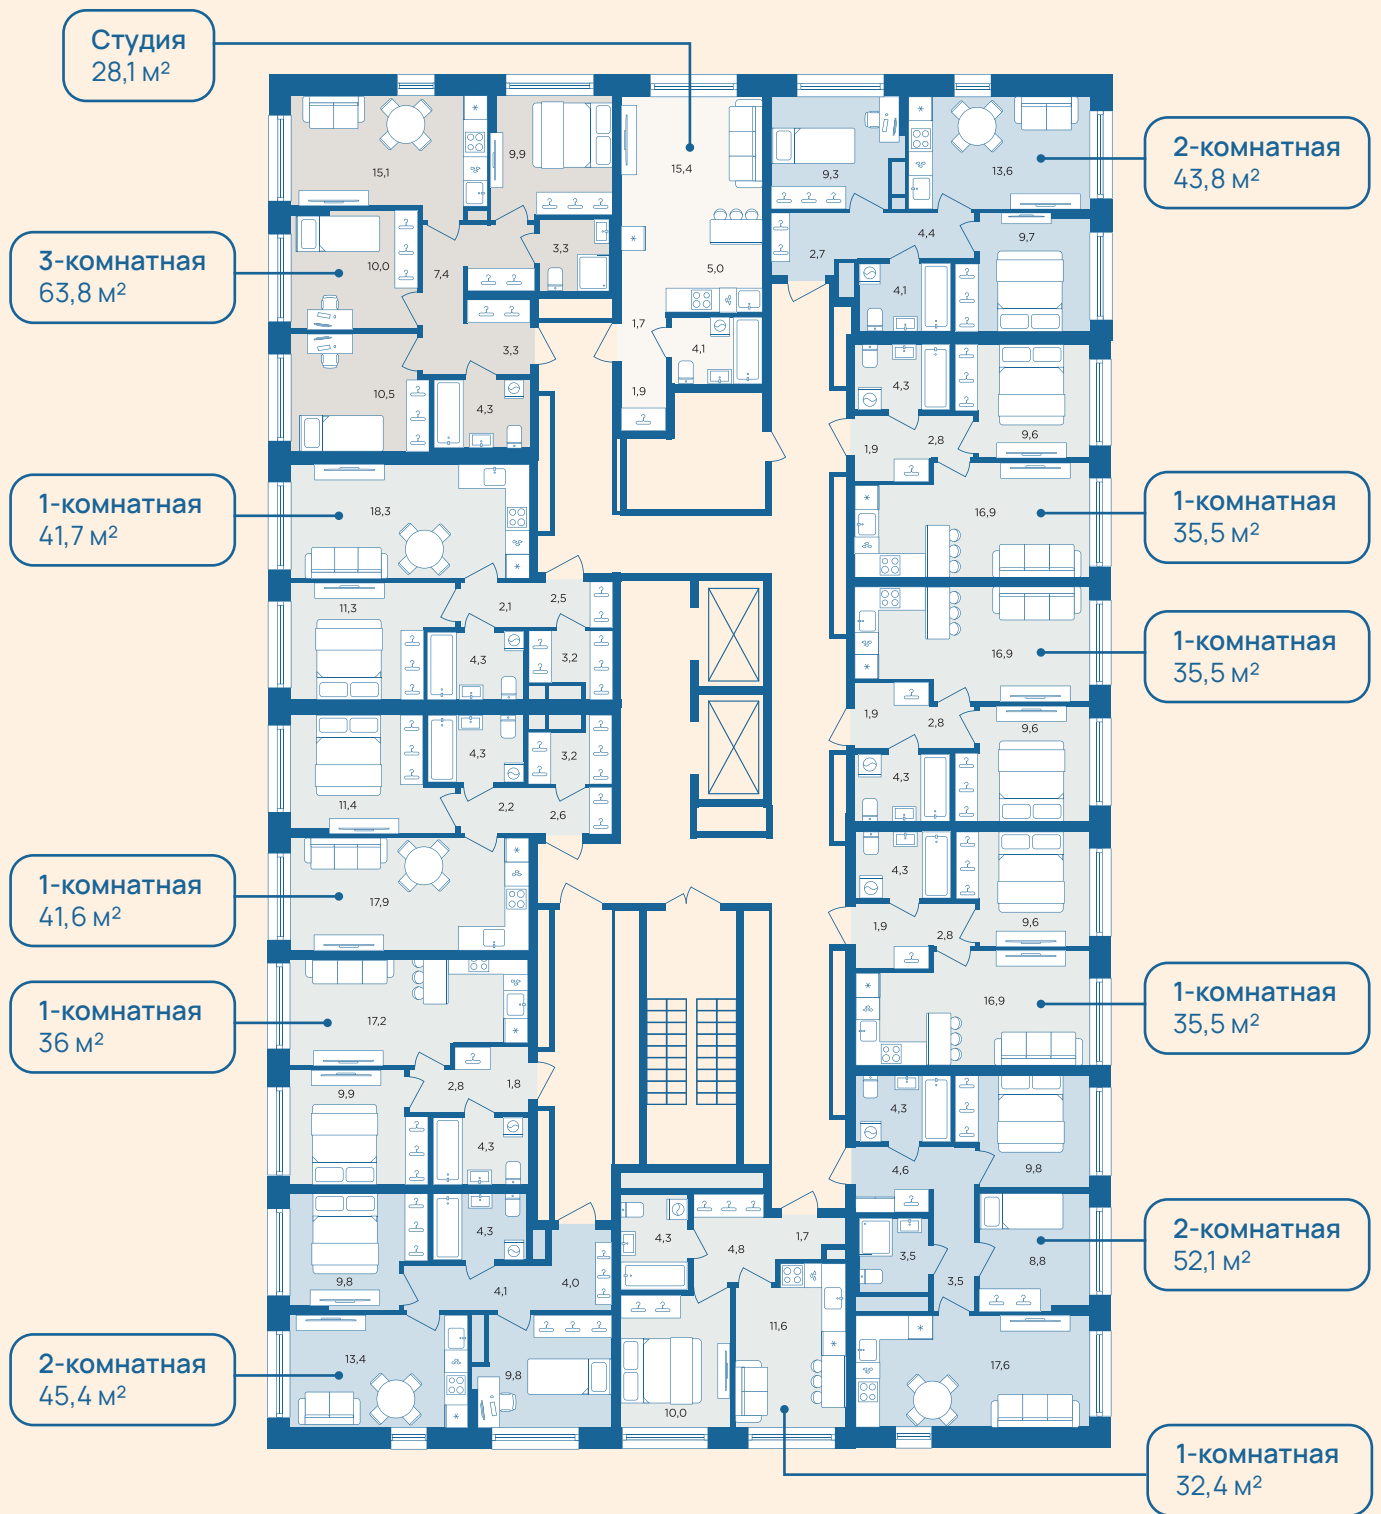 Студия
28,1 м²
3-комнатная
63,8 м²
1-комнатная
41,7 м²
1-комнатная
41,6 м²
1-комнатная
36 м²
2-комнатная
45,4 м²
2-комнатная
43,8 м²
1-комнатная
35,5 м²
1-комнатная
35,5 м²
1-комнатная
35,5 м²
2-комнатная
52,1 м²
1-комнатная
32,4 м²
15,1
9,9
3,3
10,0
7,4
3,3
10,5
4,3
15,4
5,0
1,7
4,1
1,9
9,3
13,6
2,7
4,4
9,7
4,1
18,3
11,3
2,1
2,5
4,3
3,2
4,3
3,2
11,4
2,2
2,6
17,9
17,2
2,8
1,8
9,9
4,3
4,3
9,8
4,1
4,0
13,4
9,8
4,3
2,8
9,6
1,9
16,9
16,9
1,9
2,8
9,6
4,3
4,3
9,6
1,9
2,8
16,9
4,3
4,6
9,8
3,5
3,5
8,8
17,6
4,3
4,8
1,7
11,6
10,0